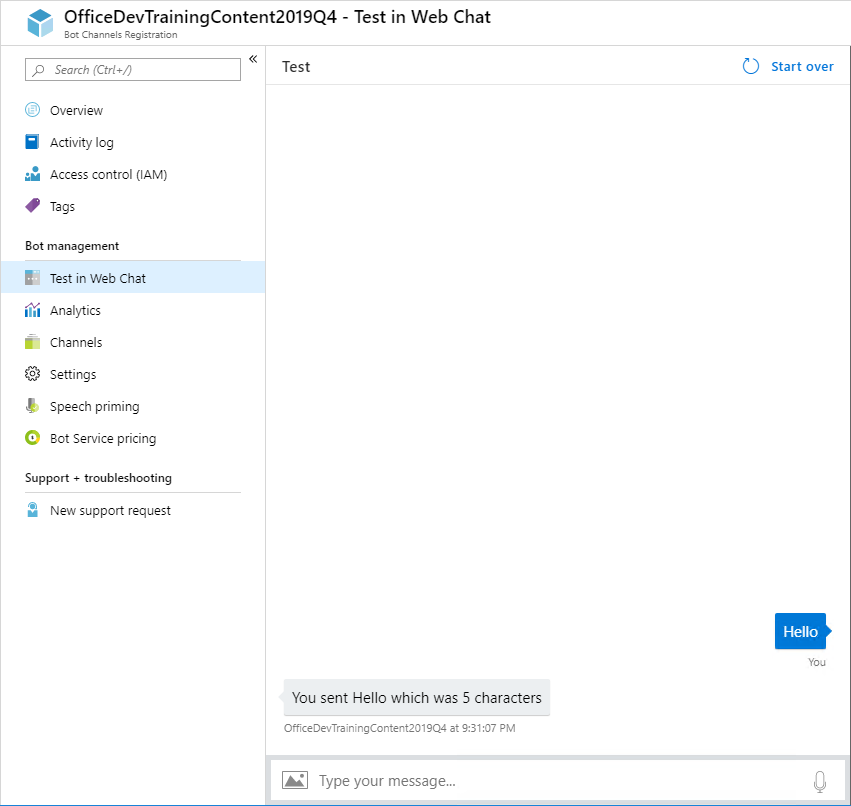 OfficeDevTrainingContent2019Q4 - Test in Web Chat
Bot Channels Registration
Search (Ctrl+/)
«
Overview
Activity log
Access control (IAM)
Tags
Bot management
Test in Web Chat
Analytics
Channels
Settings
Speech priming
Bot Service pricing
Support + troubleshooting
New support request
Test
Start over
Hello
You
You sent Hello which was 5 characters
OfficeDevTrainingContent2019Q4 at 9:31:07 PM
Type your message...